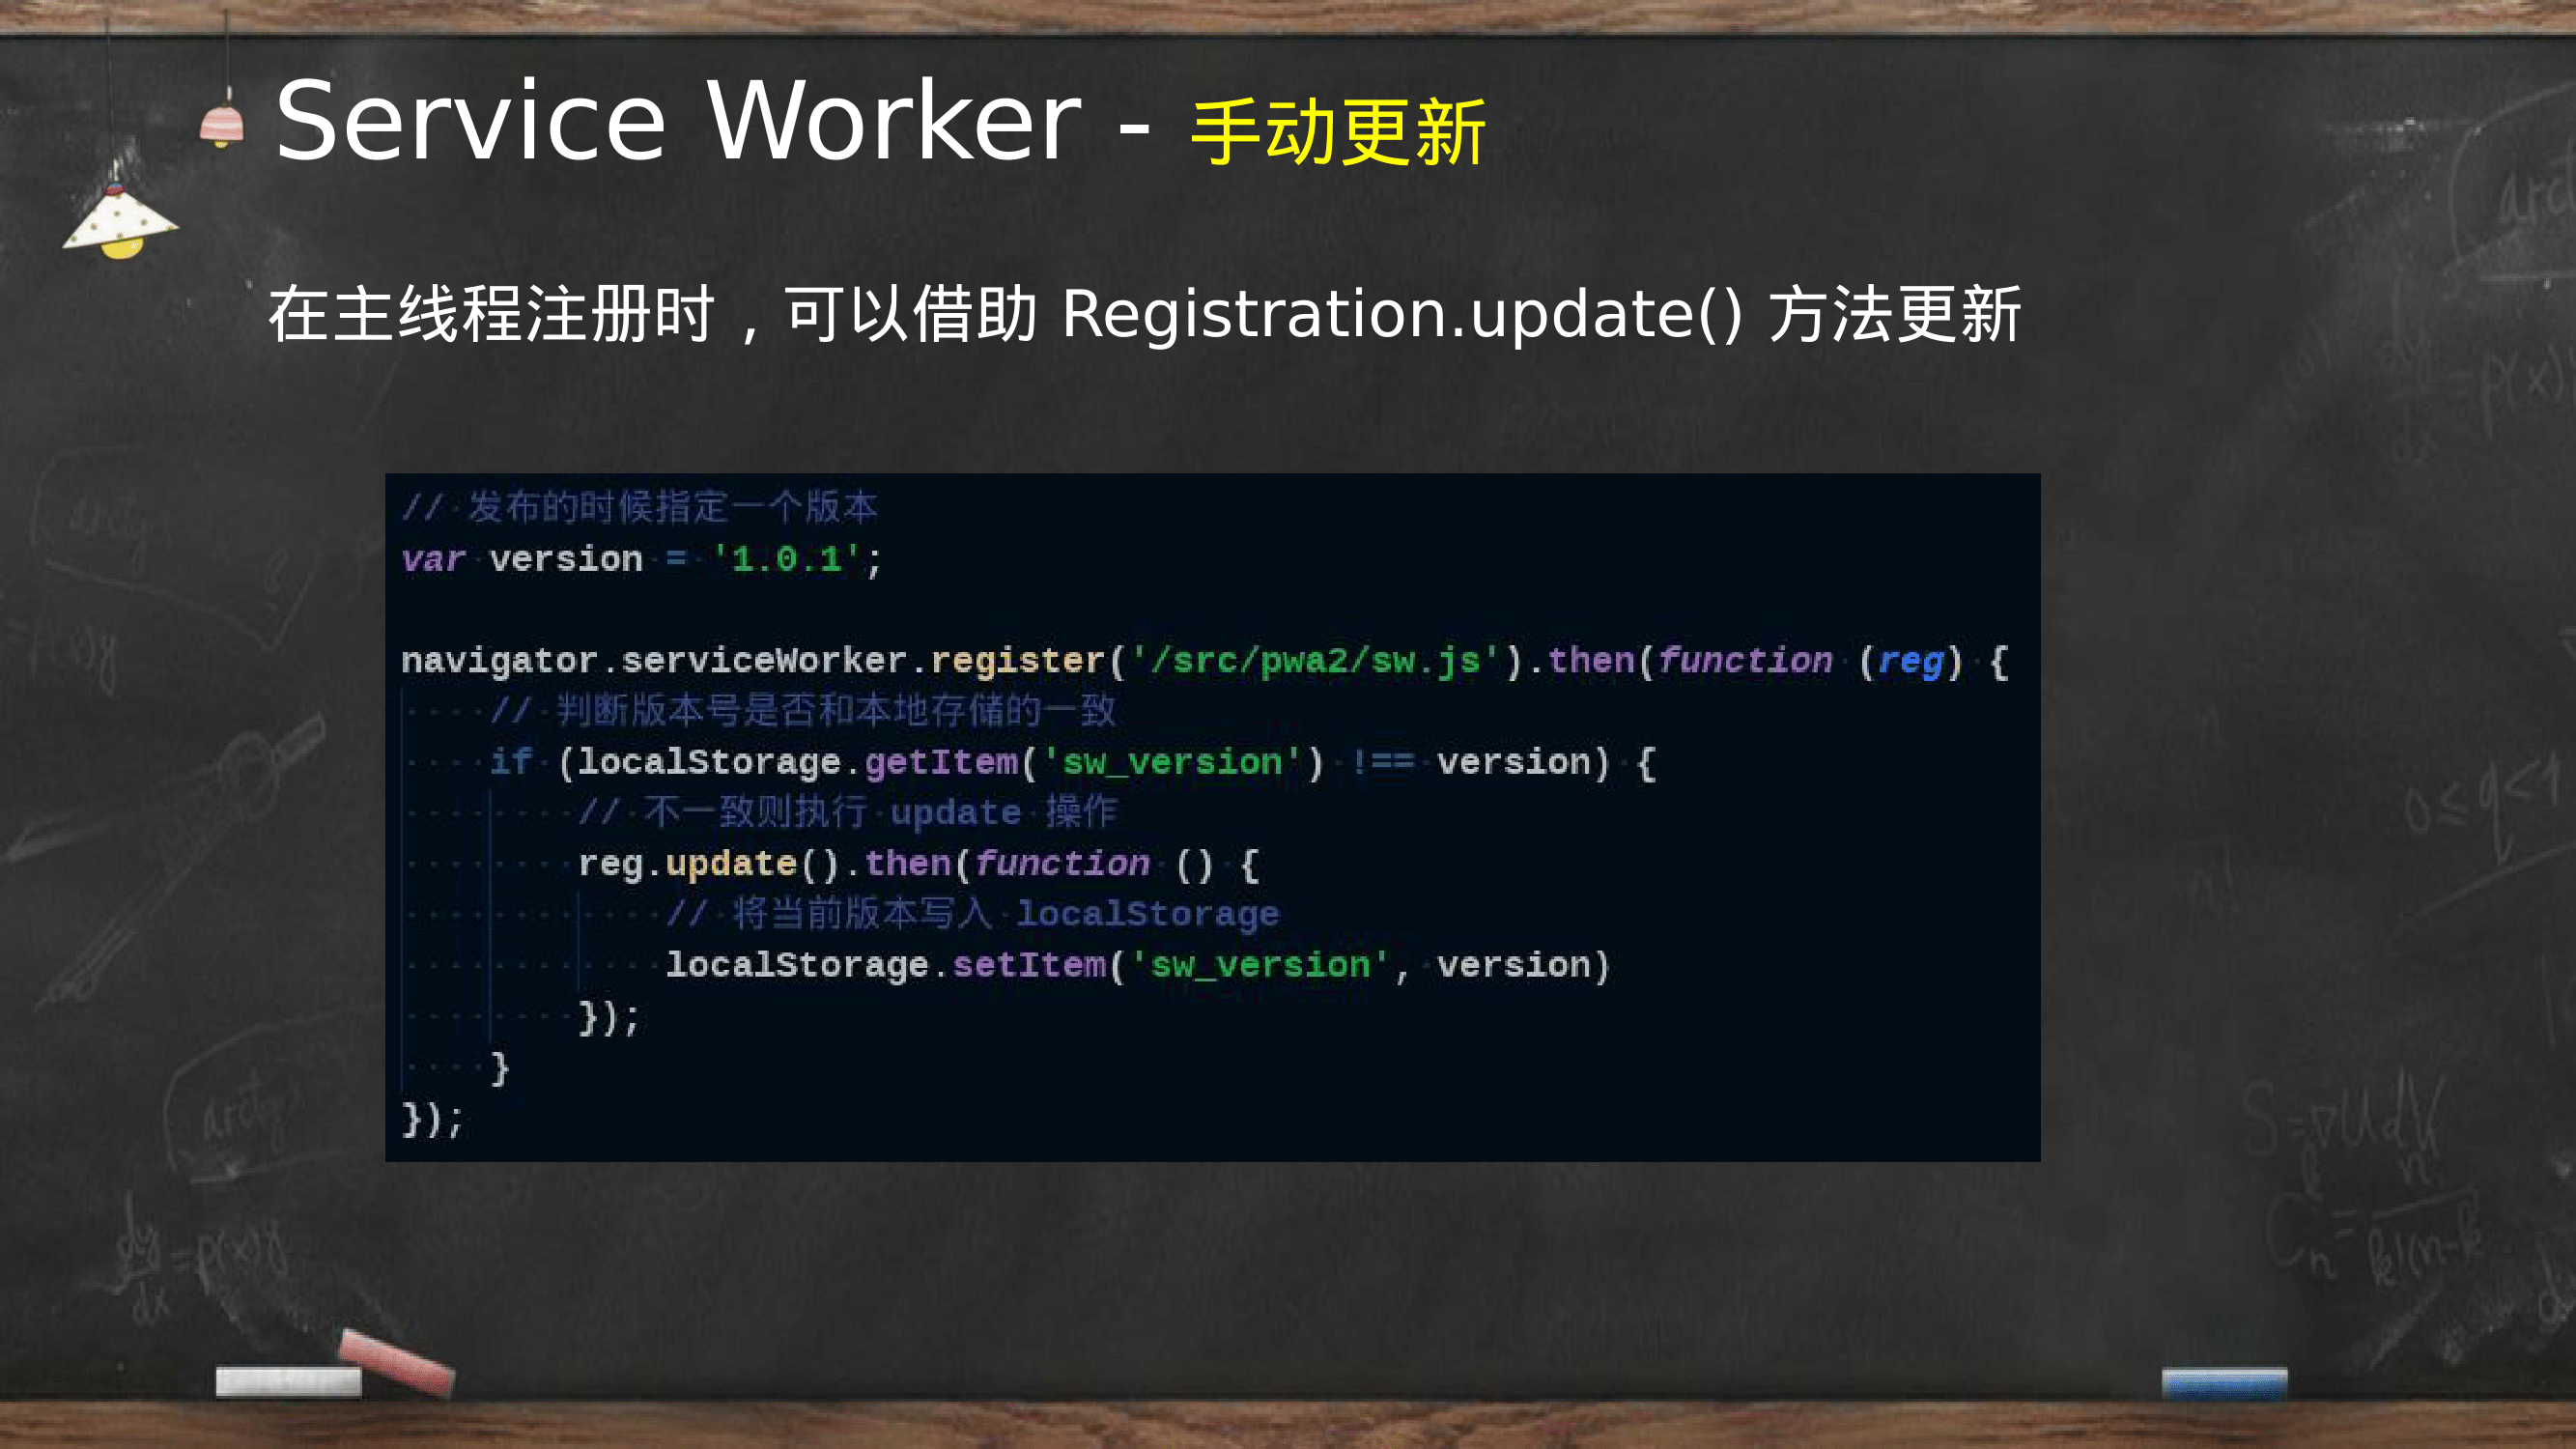 Service Worker - 手动更新
在主线程注册时，可以借助 Registration.update() 方法更新
// 发布的时候指定一个版本
var version = '1.0.1';
navigator.serviceWorker.register('/src/pwa2/sw.js').then(function (reg) {
// 判断版本号是否和本地存储的一致
if (localStorage.getItem('sw_version') !== version) {
// 不一致则执行 update 操作
reg.update().then(function () {
// 将当前版本写入 localStorage
localStorage.setItem('sw_version', version)
});
}
});